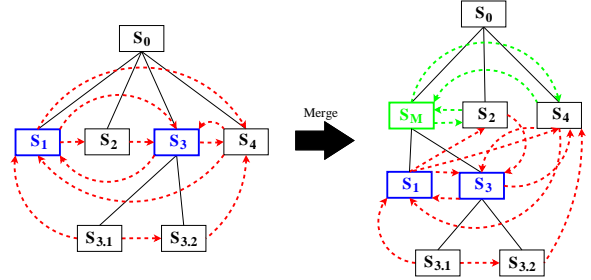 S0
S1 S2 S3 S4
S3.1 S3.2
Merge
S0
SM S2 S4
S1 S3
S3.1 S3.2